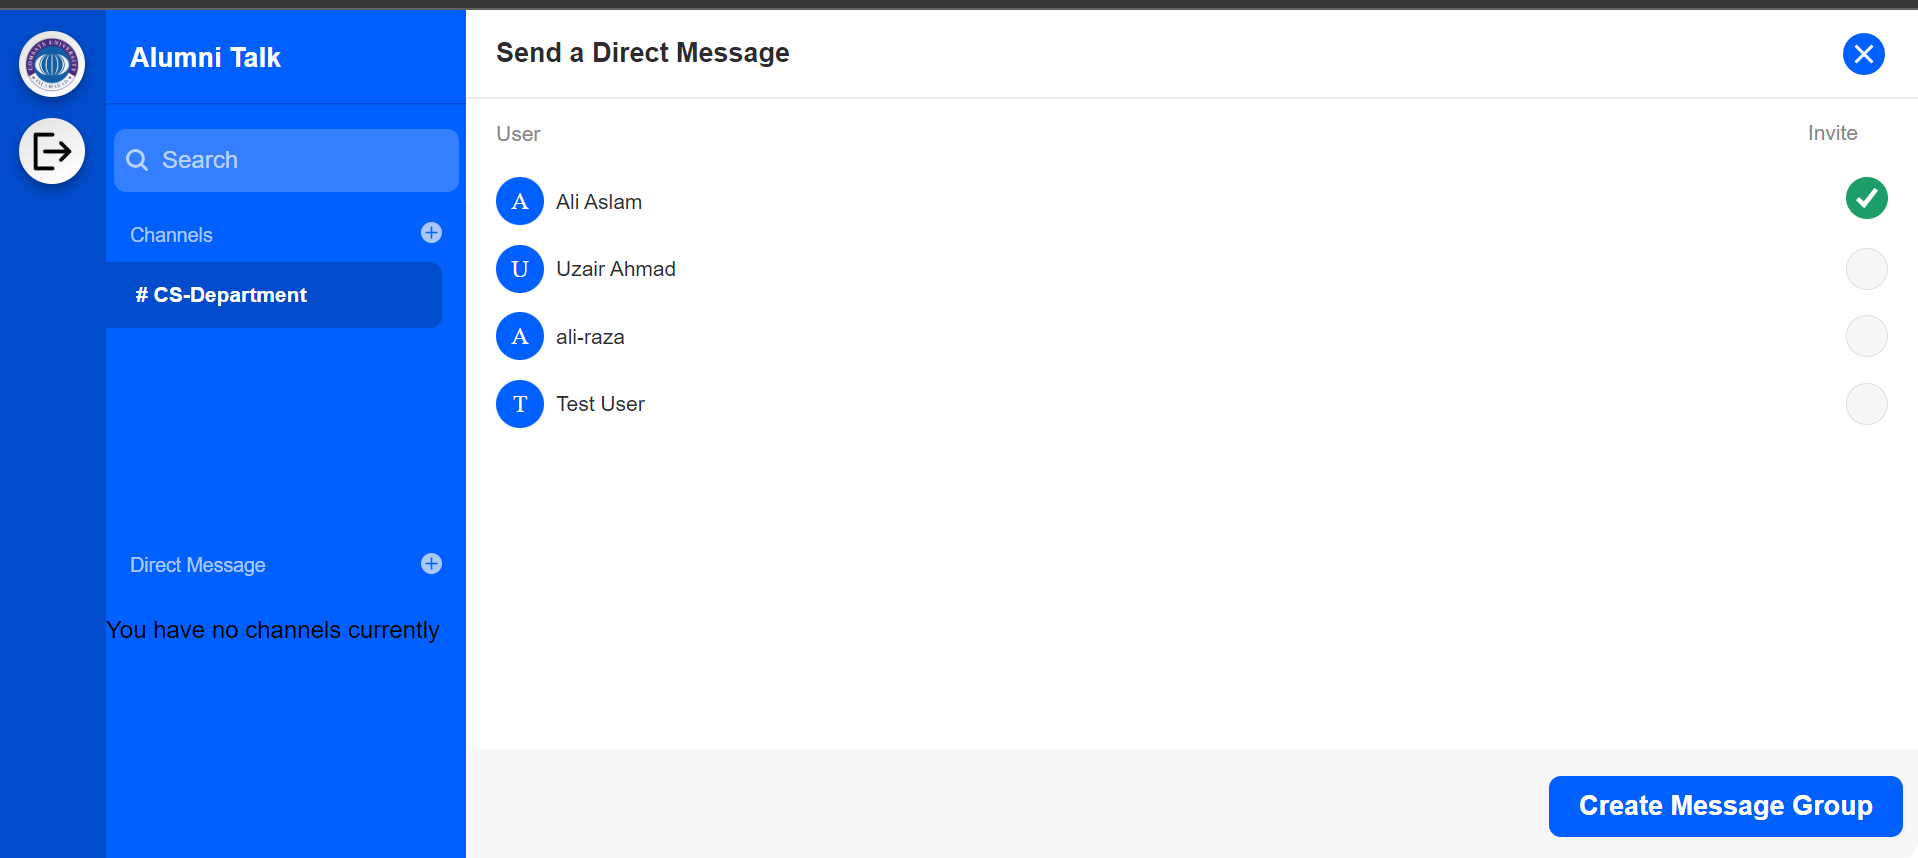 Alumni Talk
Search
Channels
# CS-Department
Direct Message
You have no channels currently
Send a Direct Message
User
Invite
A
Ali Aslam
U
Uzair Ahmad
A
ali-raza
T
Test User
Create Message Group